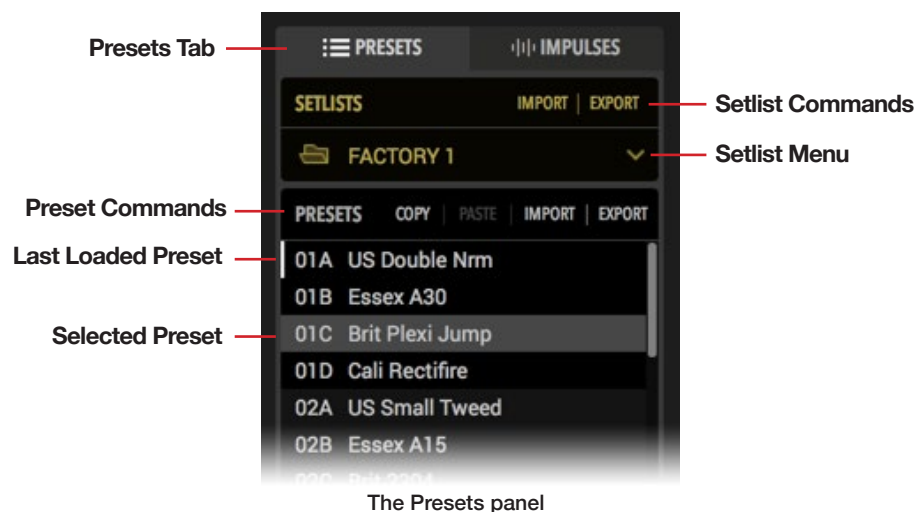 Presets Tab
PRESETS IMPULSES
SETLISTS IMPORT | EXPORT
Setlist Commands
FACTORY 1
Setlist Menu
Preset Commands
PRESETS COPY | PASTE | IMPORT | EXPORT
Last Loaded Preset
01A US Double Nrm
01B Essex A30
Selected Preset
01C Brit Plexi Jump
01D Cali Rectifire
02A US Small Tweed
02B Essex A15
The Presets panel